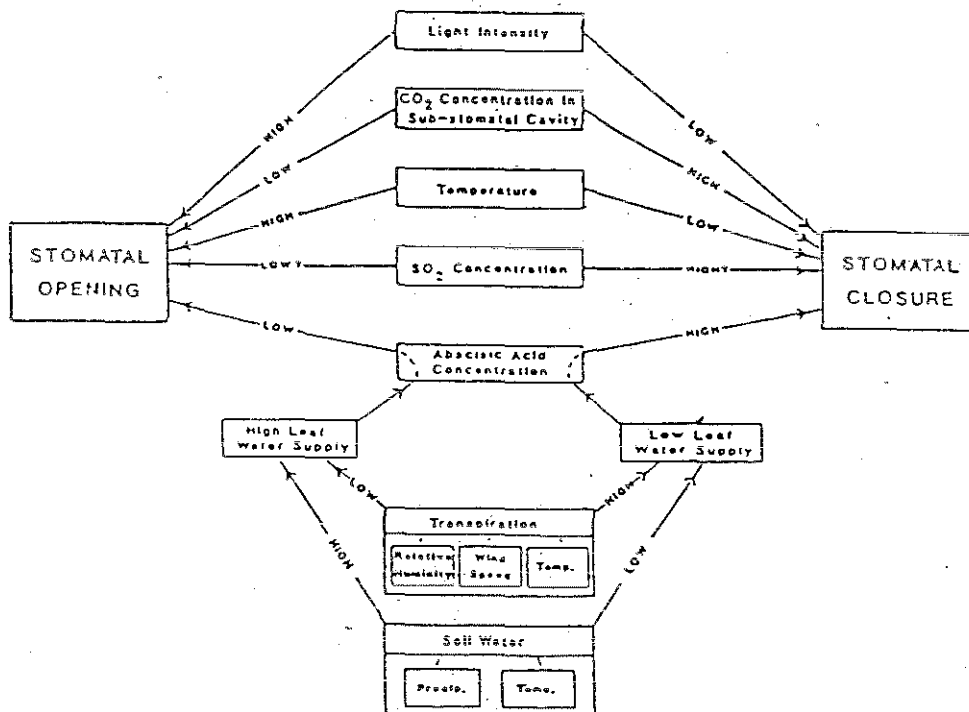 Light Intensity
CO₂ Concentration in
Sub-stomatal Cavity
HIGH
LOW
LOW
HIGH
Temperature
HIGH
LOW
STOMATAL
OPENING
LOW?
SO₂ Concentration
HIGH?
STOMATAL
CLOSURE
LOW
HIGH
Abscisic Acid
Concentration
High Leaf
Water Supply
Low Leaf
Water Supply
LOW
HIGH
Transpiration
HIGH
Relative
Humidity
Wind
Speed
Temp.
LOW
Soil Water
Precip.
Temp.